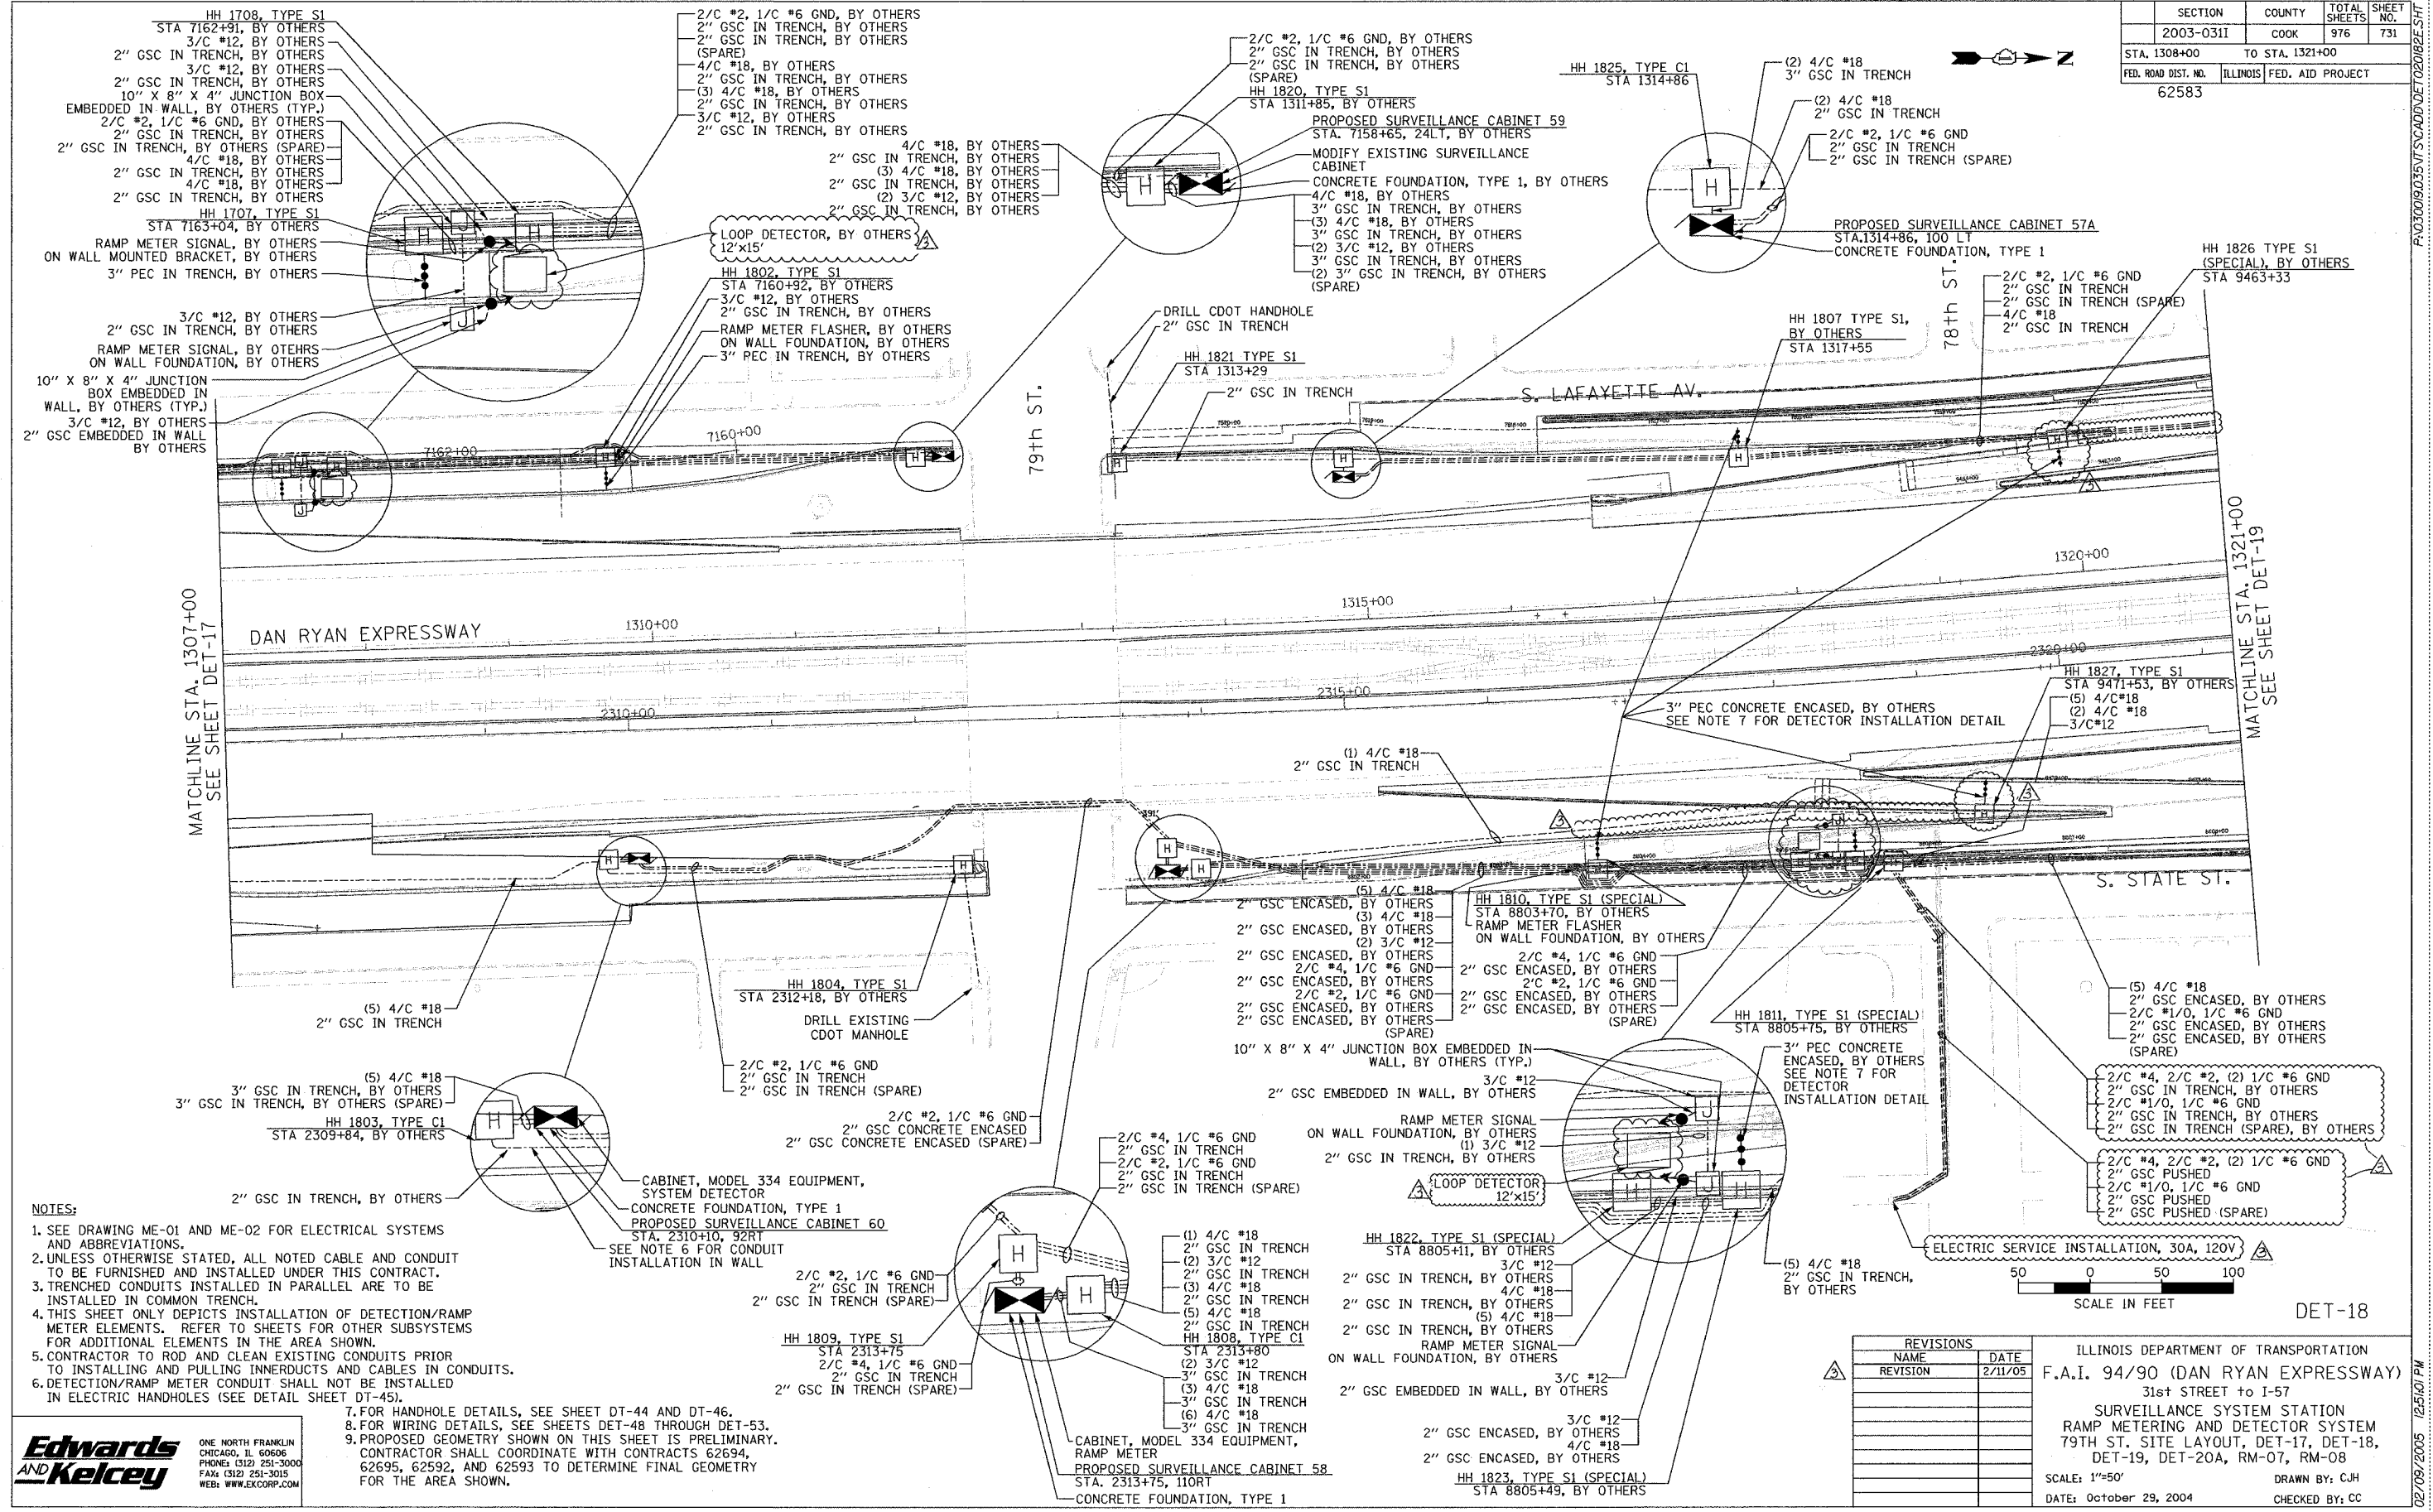 HH 1708, TYPE S1
STA 7162+91, BY OTHERS
3/C #12, BY OTHERS
2" GSC IN TRENCH, BY OTHERS
3/C #12, BY OTHERS
2" GSC IN TRENCH, BY OTHERS
10" X 8" X 4" JUNCTION BOX
EMBEDDED IN WALL, BY OTHERS (TYP.)
2/C #2, 1/C #6 GND, BY OTHERS
2" GSC IN TRENCH, BY OTHERS
2" GSC IN TRENCH, BY OTHERS (SPARE)
4/C #18, BY OTHERS
2" GSC IN TRENCH, BY OTHERS
4/C #18, BY OTHERS
2" GSC IN TRENCH, BY OTHERS
HH 1707, TYPE S1
STA 7163+04, BY OTHERS
RAMP METER SIGNAL, BY OTHERS
ON WALL MOUNTED BRACKET, BY OTHERS
3" PEC IN TRENCH, BY OTHERS
3/C #12, BY OTHERS
2" GSC IN TRENCH, BY OTHERS
RAMP METER SIGNAL, BY OTEHRS
ON WALL FOUNDATION, BY OTHERS
10" X 8" X 4" JUNCTION
BOX EMBEDDED IN
WALL, BY OTHERS (TYP.)
3/C #12, BY OTHERS
2" GSC EMBEDDED IN WALL
BY OTHERS
2/C #2, 1/C #6 GND, BY OTHERS
2" GSC IN TRENCH, BY OTHERS
2" GSC IN TRENCH, BY OTHERS
(SPARE)
4/C #18, BY OTHERS
2" GSC IN TRENCH, BY OTHERS
(3) 4/C #18, BY OTHERS
2" GSC IN TRENCH, BY OTHERS
3/C #12, BY OTHERS
2" GSC IN TRENCH, BY OTHERS
LOOP DETECTOR, BY OTHERS
12'x15'
3
HH 1802, TYPE S1
STA 7160+92, BY OTHERS
3/C #12, BY OTHERS
2" GSC IN TRENCH, BY OTHERS
RAMP METER FLASHER, BY OTHERS
ON WALL FOUNDATION, BY OTHERS
3" PEC IN TRENCH, BY OTHERS
4/C #18, BY OTHERS
2" GSC IN TRENCH, BY OTHERS
(3) 4/C #18, BY OTHERS
2" GSC IN TRENCH, BY OTHERS
(2) 3/C #12, BY OTHERS
2" GSC IN TRENCH, BY OTHERS
2/C #2, 1/C #6 GND, BY OTHERS
2" GSC IN TRENCH, BY OTHERS
2" GSC IN TRENCH, BY OTHERS
(SPARE)
HH 1820, TYPE S1
STA 1311+85, BY OTHERS
PROPOSED SURVEILLANCE CABINET 59
STA. 7158+65, 24LT, BY OTHERS
MODIFY EXISTING SURVEILLANCE
CABINET
CONCRETE FOUNDATION, TYPE 1, BY OTHERS
4/C #18, BY OTHERS
3" GSC IN TRENCH, BY OTHERS
(3) 4/C #18, BY OTHERS
3" GSC IN TRENCH, BY OTHERS
(2) 3/C #12, BY OTHERS
3" GSC IN TRENCH, BY OTHERS
(2) 3" GSC IN TRENCH, BY OTHERS
(SPARE)
DRILL CDOT HANDHOLE
2" GSC IN TRENCH
HH 1821 TYPE S1
STA 1313+29
2" GSC IN TRENCH
HH 1825, TYPE C1
STA 1314+86
(2) 4/C #18
3" GSC IN TRENCH
(2) 4/C #18
2" GSC IN TRENCH
2/C #2, 1/C #6 GND
2" GSC IN TRENCH
2" GSC IN TRENCH (SPARE)
PROPOSED SURVEILLANCE CABINET 57A
STA.1314+86, 100 LT
CONCRETE FOUNDATION, TYPE 1
HH 1826 TYPE S1
(SPECIAL), BY OTHERS
STA 9463+33
2/C #2, 1/C #6 GND
2" GSC IN TRENCH
2" GSC IN TRENCH (SPARE)
4/C #18
2" GSC IN TRENCH
HH 1807 TYPE S1,
BY OTHERS
STA 1317+55
N
SECTION COUNTY TOTAL SHEETS SHEET NO.
2003-031I COOK 976 731
STA. 1308+00 TO STA. 1321+00
FED. ROAD DIST. NO. ILLINOIS FED. AID PROJECT
62583
79th ST.
78th ST.
S. LAFAYETTE AV.
7162+00
7160+00
MATCHLINE STA. 1307+00
SEE SHEET DET-17
DAN RYAN EXPRESSWAY
1310+00
1315+00
1320+00
2310+00
2315+00
2320+00
MATCHLINE STA. 1321+00
SEE SHEET DET-19
HH 1827, TYPE S1
STA 9471+53, BY OTHERS
(5) 4/C#18
(2) 4/C #18
3/C#12
3" PEC CONCRETE ENCASED, BY OTHERS
SEE NOTE 7 FOR DETECTOR INSTALLATION DETAIL
(1) 4/C #18
2" GSC IN TRENCH
S. STATE ST.
(5) 4/C #18
2" GSC IN TRENCH
HH 1804, TYPE S1
STA 2312+18, BY OTHERS
DRILL EXISTING
CDOT MANHOLE
2/C #2, 1/C #6 GND
2" GSC IN TRENCH
2" GSC IN TRENCH (SPARE)
(5) 4/C #18
3" GSC IN TRENCH, BY OTHERS
3" GSC IN TRENCH, BY OTHERS (SPARE)
HH 1803, TYPE C1
STA 2309+84, BY OTHERS
2" GSC IN TRENCH, BY OTHERS
CABINET, MODEL 334 EQUIPMENT,
SYSTEM DETECTOR
CONCRETE FOUNDATION, TYPE 1
PROPOSED SURVEILLANCE CABINET 60
STA. 2310+10, 92RT
SEE NOTE 6 FOR CONDUIT
INSTALLATION IN WALL
2/C #2, 1/C #6 GND
2" GSC CONCRETE ENCASED
2" GSC CONCRETE ENCASED (SPARE)
2/C #4, 1/C #6 GND
2" GSC IN TRENCH
2/C #2, 1/C #6 GND
2" GSC IN TRENCH
2" GSC IN TRENCH (SPARE)
2/C #2, 1/C #6 GND
2" GSC IN TRENCH
2" GSC IN TRENCH (SPARE)
HH 1809, TYPE S1
STA 2313+75
2/C #4, 1/C #6 GND
2" GSC IN TRENCH
2" GSC IN TRENCH (SPARE)
(1) 4/C #18
2" GSC IN TRENCH
(2) 3/C #12
2" GSC IN TRENCH
(3) 4/C #18
2" GSC IN TRENCH
(5) 4/C #18
2" GSC IN TRENCH
HH 1808, TYPE C1
STA 2313+80
(2) 3/C #12
3" GSC IN TRENCH
(3) 4/C #18
3" GSC IN TRENCH
(6) 4/C #18
3" GSC IN TRENCH
CABINET, MODEL 334 EQUIPMENT,
RAMP METER
PROPOSED SURVEILLANCE CABINET 58
STA. 2313+75, 110RT
CONCRETE FOUNDATION, TYPE 1
(5) 4/C #18
2" GSC ENCASED, BY OTHERS
(3) 4/C #18
2" GSC ENCASED, BY OTHERS
(2) 3/C #12
2" GSC ENCASED, BY OTHERS
2/C #4, 1/C #6 GND
2" GSC ENCASED, BY OTHERS
2/C #2, 1/C #6 GND
2" GSC ENCASED, BY OTHERS
2" GSC ENCASED, BY OTHERS
(SPARE)
HH 1810, TYPE S1 (SPECIAL)
STA 8803+70, BY OTHERS
RAMP METER FLASHER
ON WALL FOUNDATION, BY OTHERS
2/C #4, 1/C #6 GND
2" GSC ENCASED, BY OTHERS
2'C #2, 1/C #6 GND
2" GSC ENCASED, BY OTHERS
2" GSC ENCASED, BY OTHERS
(SPARE)
10" X 8" X 4" JUNCTION BOX EMBEDDED IN
WALL, BY OTHERS (TYP.)
3/C #12
2" GSC EMBEDDED IN WALL, BY OTHERS
RAMP METER SIGNAL
ON WALL FOUNDATION, BY OTHERS
(1) 3/C #12
2" GSC IN TRENCH, BY OTHERS
LOOP DETECTOR
12'x15'
HH 1822, TYPE S1 (SPECIAL)
STA 8805+11, BY OTHERS
3/C #12
2" GSC IN TRENCH, BY OTHERS
4/C #18
2" GSC IN TRENCH, BY OTHERS
(5) 4/C #18
2" GSC IN TRENCH, BY OTHERS
RAMP METER SIGNAL
ON WALL FOUNDATION, BY OTHERS
3/C #12
2" GSC EMBEDDED IN WALL, BY OTHERS
3/C #12
2" GSC ENCASED, BY OTHERS
4/C #18
2" GSC ENCASED, BY OTHERS
HH 1823, TYPE S1 (SPECIAL)
STA 8805+49, BY OTHERS
HH 1811, TYPE S1 (SPECIAL)
STA 8805+75, BY OTHERS
3" PEC CONCRETE
ENCASED, BY OTHERS
SEE NOTE 7 FOR
DETECTOR
INSTALLATION DETAIL
(5) 4/C #18
2" GSC IN TRENCH,
BY OTHERS
(5) 4/C #18
2" GSC ENCASED, BY OTHERS
2/C #1/0, 1/C #6 GND
2" GSC ENCASED, BY OTHERS
2" GSC ENCASED, BY OTHERS
(SPARE)
2/C #4, 2/C #2, (2) 1/C #6 GND
2" GSC IN TRENCH, BY OTHERS
2/C #1/0, 1/C #6 GND
2" GSC IN TRENCH, BY OTHERS
2" GSC IN TRENCH (SPARE), BY OTHERS
2/C #4, 2/C #2, (2) 1/C #6 GND
2" GSC PUSHED
2/C #1/0, 1/C #6 GND
2" GSC PUSHED
2" GSC PUSHED (SPARE)
ELECTRIC SERVICE INSTALLATION, 30A, 120V
50 0 50 100
SCALE IN FEET
DET-18
NOTES:
1. SEE DRAWING ME-01 AND ME-02 FOR ELECTRICAL SYSTEMS
AND ABBREVIATIONS.
2. UNLESS OTHERWISE STATED, ALL NOTED CABLE AND CONDUIT
TO BE FURNISHED AND INSTALLED UNDER THIS CONTRACT.
3. TRENCHED CONDUITS INSTALLED IN PARALLEL ARE TO BE
INSTALLED IN COMMON TRENCH.
4. THIS SHEET ONLY DEPICTS INSTALLATION OF DETECTION/RAMP
METER ELEMENTS. REFER TO SHEETS FOR OTHER SUBSYSTEMS
FOR ADDITIONAL ELEMENTS IN THE AREA SHOWN.
5. CONTRACTOR TO ROD AND CLEAN EXISTING CONDUITS PRIOR
TO INSTALLING AND PULLING INNERDUCTS AND CABLES IN CONDUITS.
6. DETECTION/RAMP METER CONDUIT SHALL NOT BE INSTALLED
IN ELECTRIC HANDHOLES (SEE DETAIL SHEET DT-45).
7. FOR HANDHOLE DETAILS, SEE SHEET DT-44 AND DT-46.
8. FOR WIRING DETAILS, SEE SHEETS DET-48 THROUGH DET-53.
9. PROPOSED GEOMETRY SHOWN ON THIS SHEET IS PRELIMINARY.
CONTRACTOR SHALL COORDINATE WITH CONTRACTS 62694,
62695, 62592, AND 62593 TO DETERMINE FINAL GEOMETRY
FOR THE AREA SHOWN.
Edwards
AND Kelcey
ONE NORTH FRANKLIN
CHICAGO, IL 60606
PHONE: (312) 251-3000
FAX: (312) 251-3015
WEB: WWW.EKCORP.COM
REVISIONS
NAME DATE
REVISION 2/11/05
ILLINOIS DEPARTMENT OF TRANSPORTATION
F.A.I. 94/90 (DAN RYAN EXPRESSWAY)
31st STREET to I-57
SURVEILLANCE SYSTEM STATION
RAMP METERING AND DETECTOR SYSTEM
79TH ST. SITE LAYOUT, DET-17, DET-18,
DET-19, DET-20A, RM-07, RM-08
SCALE: 1"=50'
DRAWN BY: CJH
DATE: October 29, 2004
CHECKED BY: CC
02/09/2005 12:51:01 PM